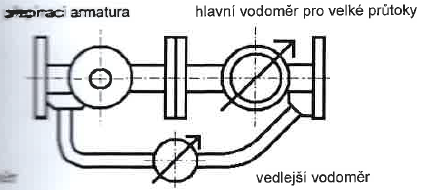 armatura
hlavní vodoměr pro velké průtoky
vedlejší vodoměr